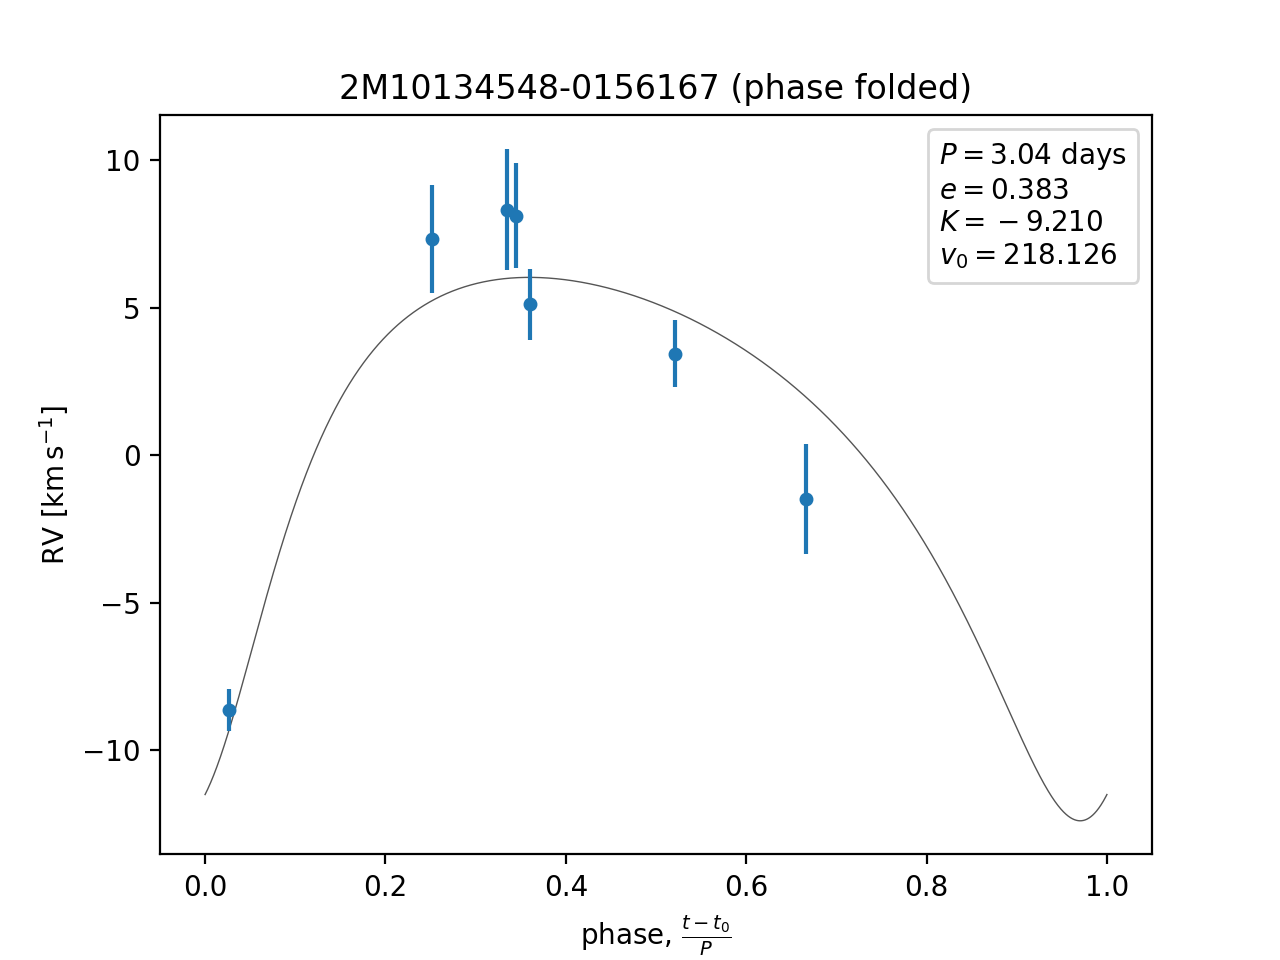 2M10134548-0156167 (phase folded)
P = 3.04 days
e = 0.383
K = −9.210
v₀ = 218.126
10
5
0
−5
−10
RV [km s⁻¹]
0.0 0.2 0.4 0.6 0.8 1.0
phase, (t − t₀)/P